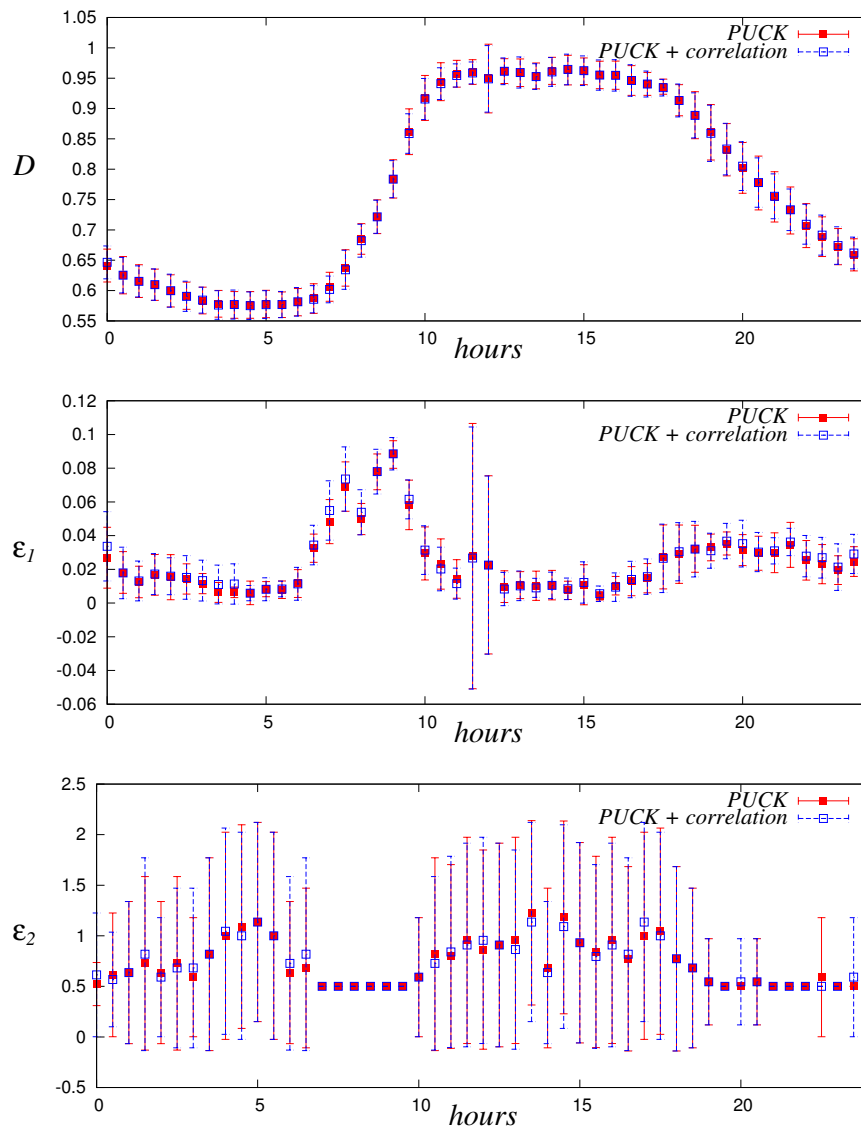 1.05
1
0.95
0.9
0.85
0.8
0.75
0.7
0.65
0.6
0.55
D
PUCK
PUCK + correlation
0 5 10 15 20
hours
0.12
0.1
0.08
0.06
0.04
0.02
0
-0.02
-0.04
-0.06
ε1
PUCK
PUCK + correlation
0 5 10 15 20
hours
2.5
2
1.5
1
0.5
0
-0.5
ε2
PUCK
PUCK + correlation
0 5 10 15 20
hours